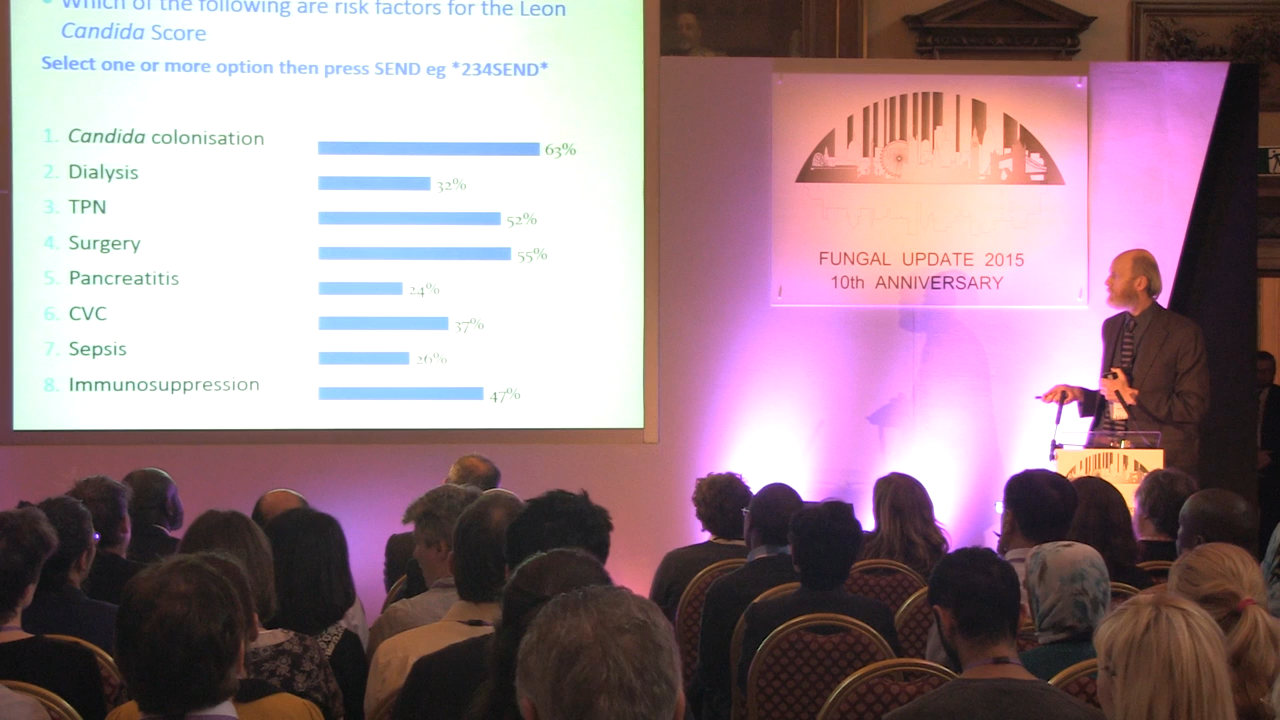 Which of the following are risk factors for the Leon
Candida Score
Select one or more option then press SEND eg *234SEND*
1. Candida colonisation 63%
2. Dialysis 32%
3. TPN 52%
4. Surgery 55%
5. Pancreatitis 24%
6. CVC 37%
7. Sepsis 26%
8. Immunosuppression 47%
FUNGAL UPDATE 2015
10th ANNIVERSARY